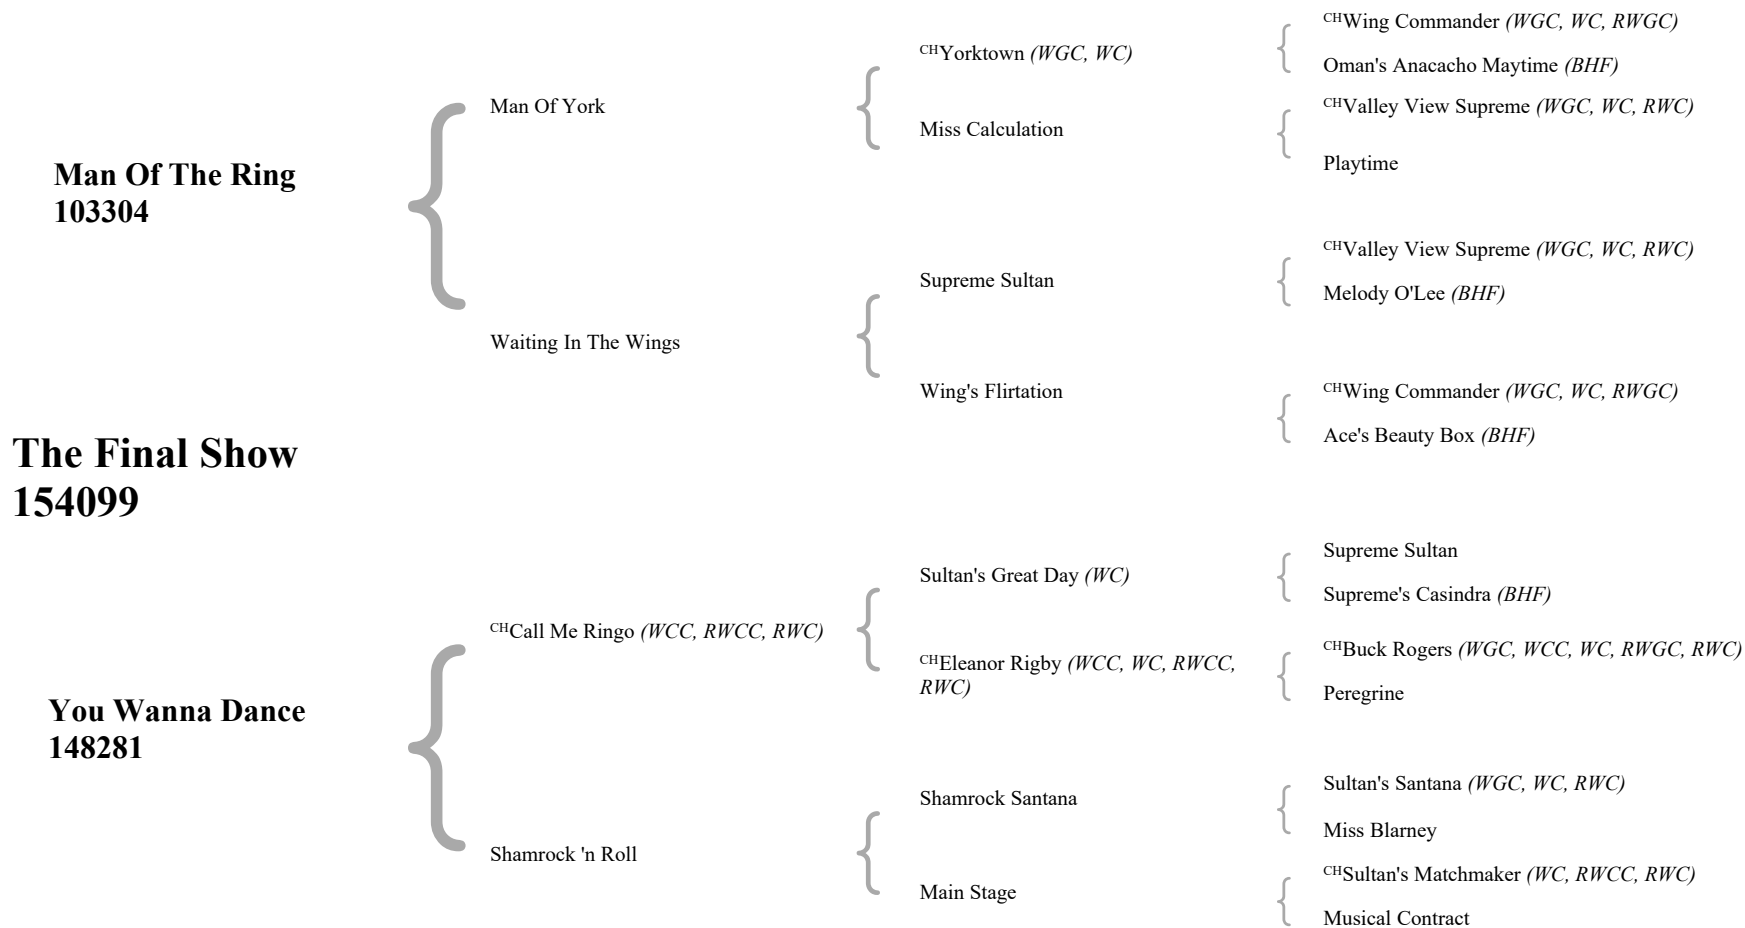 CHWing Commander (WGC, WC, RWGC)
CHYorktown (WGC, WC)
Oman's Anacacho Maytime (BHF)
Man Of York
CHValley View Supreme (WGC, WC, RWC)
Miss Calculation
Playtime
Man Of The Ring
103304
CHValley View Supreme (WGC, WC, RWC)
Supreme Sultan
Melody O'Lee (BHF)
Waiting In The Wings
CHWing Commander (WGC, WC, RWGC)
Wing's Flirtation
Ace's Beauty Box (BHF)
The Final Show
154099
Supreme Sultan
Sultan's Great Day (WC)
Supreme's Casindra (BHF)
CHCall Me Ringo (WCC, RWCC, RWC)
CHBuck Rogers (WGC, WCC, WC, RWGC, RWC)
CHEleanor Rigby (WCC, WC, RWCC,
RWC)
Peregrine
You Wanna Dance
148281
Sultan's Santana (WGC, WC, RWC)
Shamrock Santana
Miss Blarney
Shamrock 'n Roll
CHSultan's Matchmaker (WC, RWCC, RWC)
Main Stage
Musical Contract